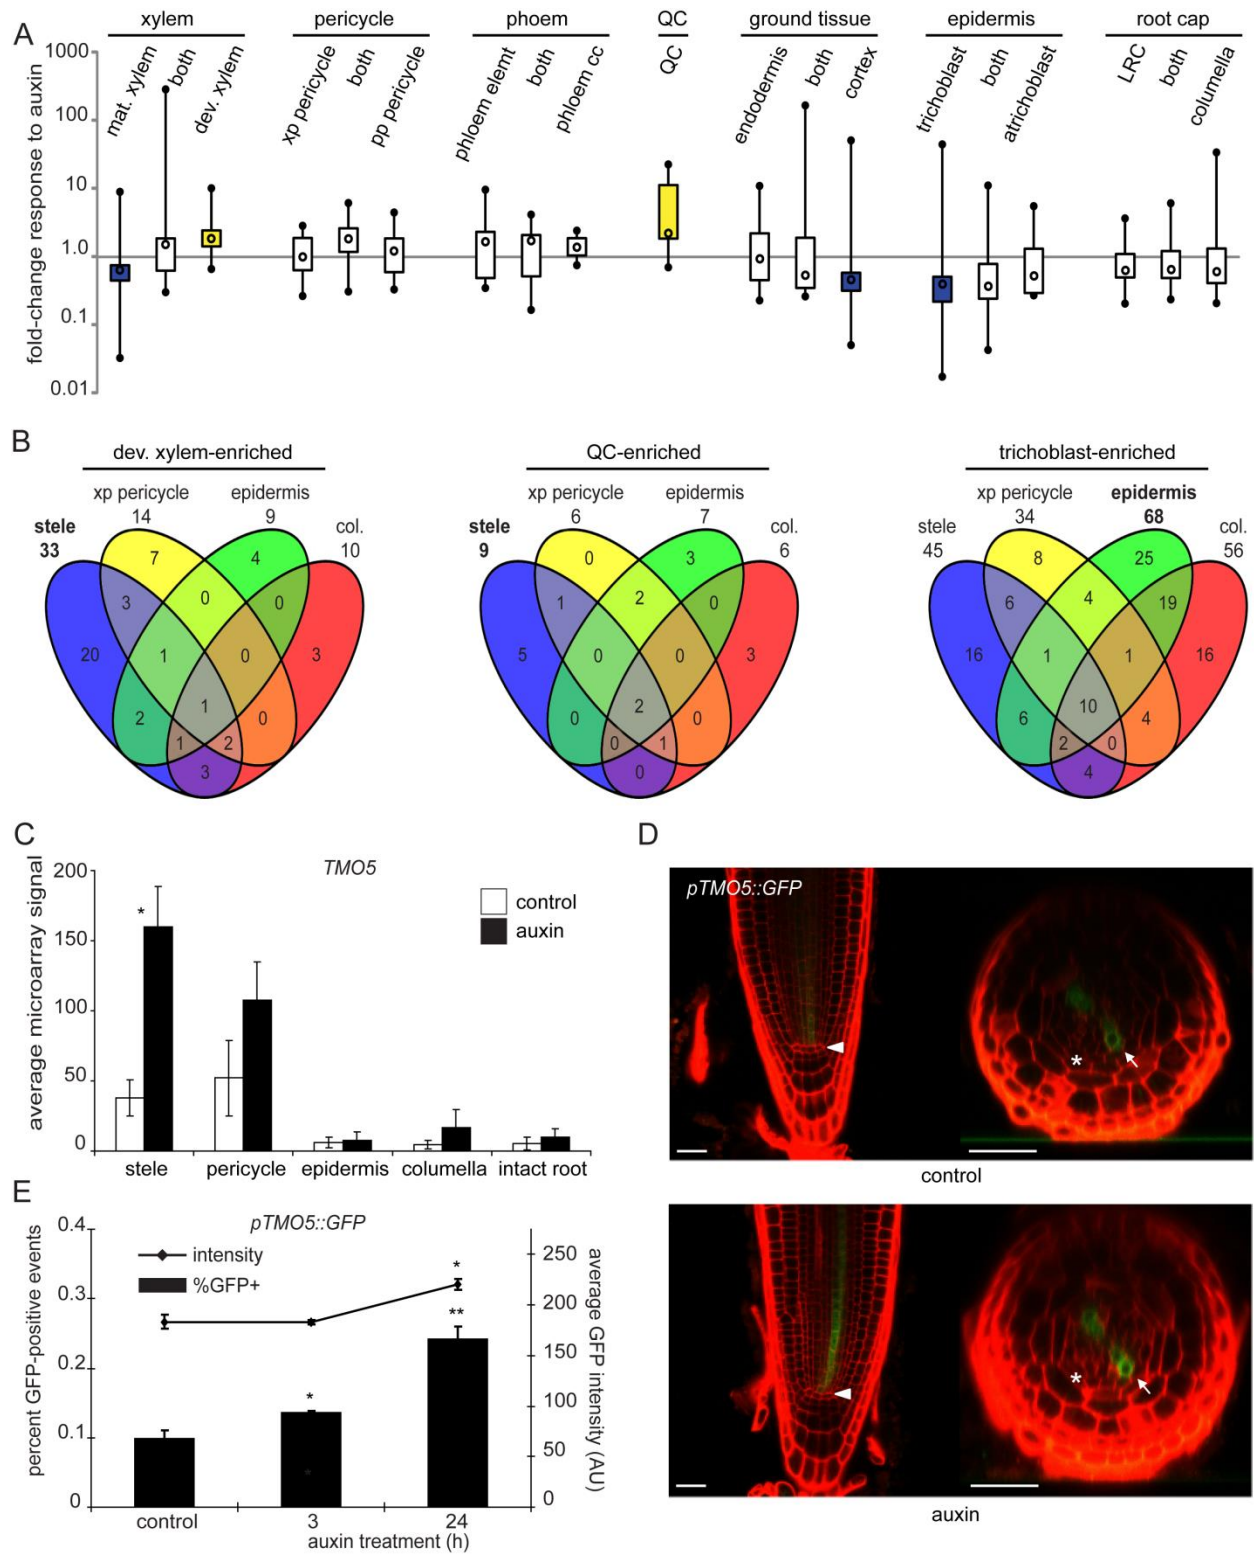 A
xylem pericycle phoem QC ground tissue epidermis root cap
mat. xylem both dev. xylem xp pericycle both pp pericycle phloem elemt both phloem cc QC endodermis both cortex trichoblast both atrichoblast LRC both columella
fold-change response to auxin
1000
100
10
1.0
0.1
0.01
B
dev. xylem-enriched
xp pericycle epidermis
stele 14 9 col.
33 10
7 4
3 0 0
20 1 0 3
1
2 0
1 2
3
QC-enriched
xp pericycle epidermis
stele 6 7 col.
9 6
0 3
1 2 0
5 0 0 3
2
0 0
0 1
0
trichoblast-enriched
xp pericycle epidermis
stele 34 68 col.
45 56
8 25
6 4 19
16 1 1 16
10
6 4
2 0
4
C
TMO5
average microarray signal
200
150
100
50
0
*
control
auxin
stele pericycle epidermis columella intact root
D
pTMO5::GFP
*
control
*
auxin
E
pTMO5::GFP
percent GFP-positive events
0.4
0.3
0.2
0.1
0
intensity
%GFP+
*
*
**
*
250
200
150
100
50
0
average GFP intensity (AU)
control 3 24
auxin treatment (h)